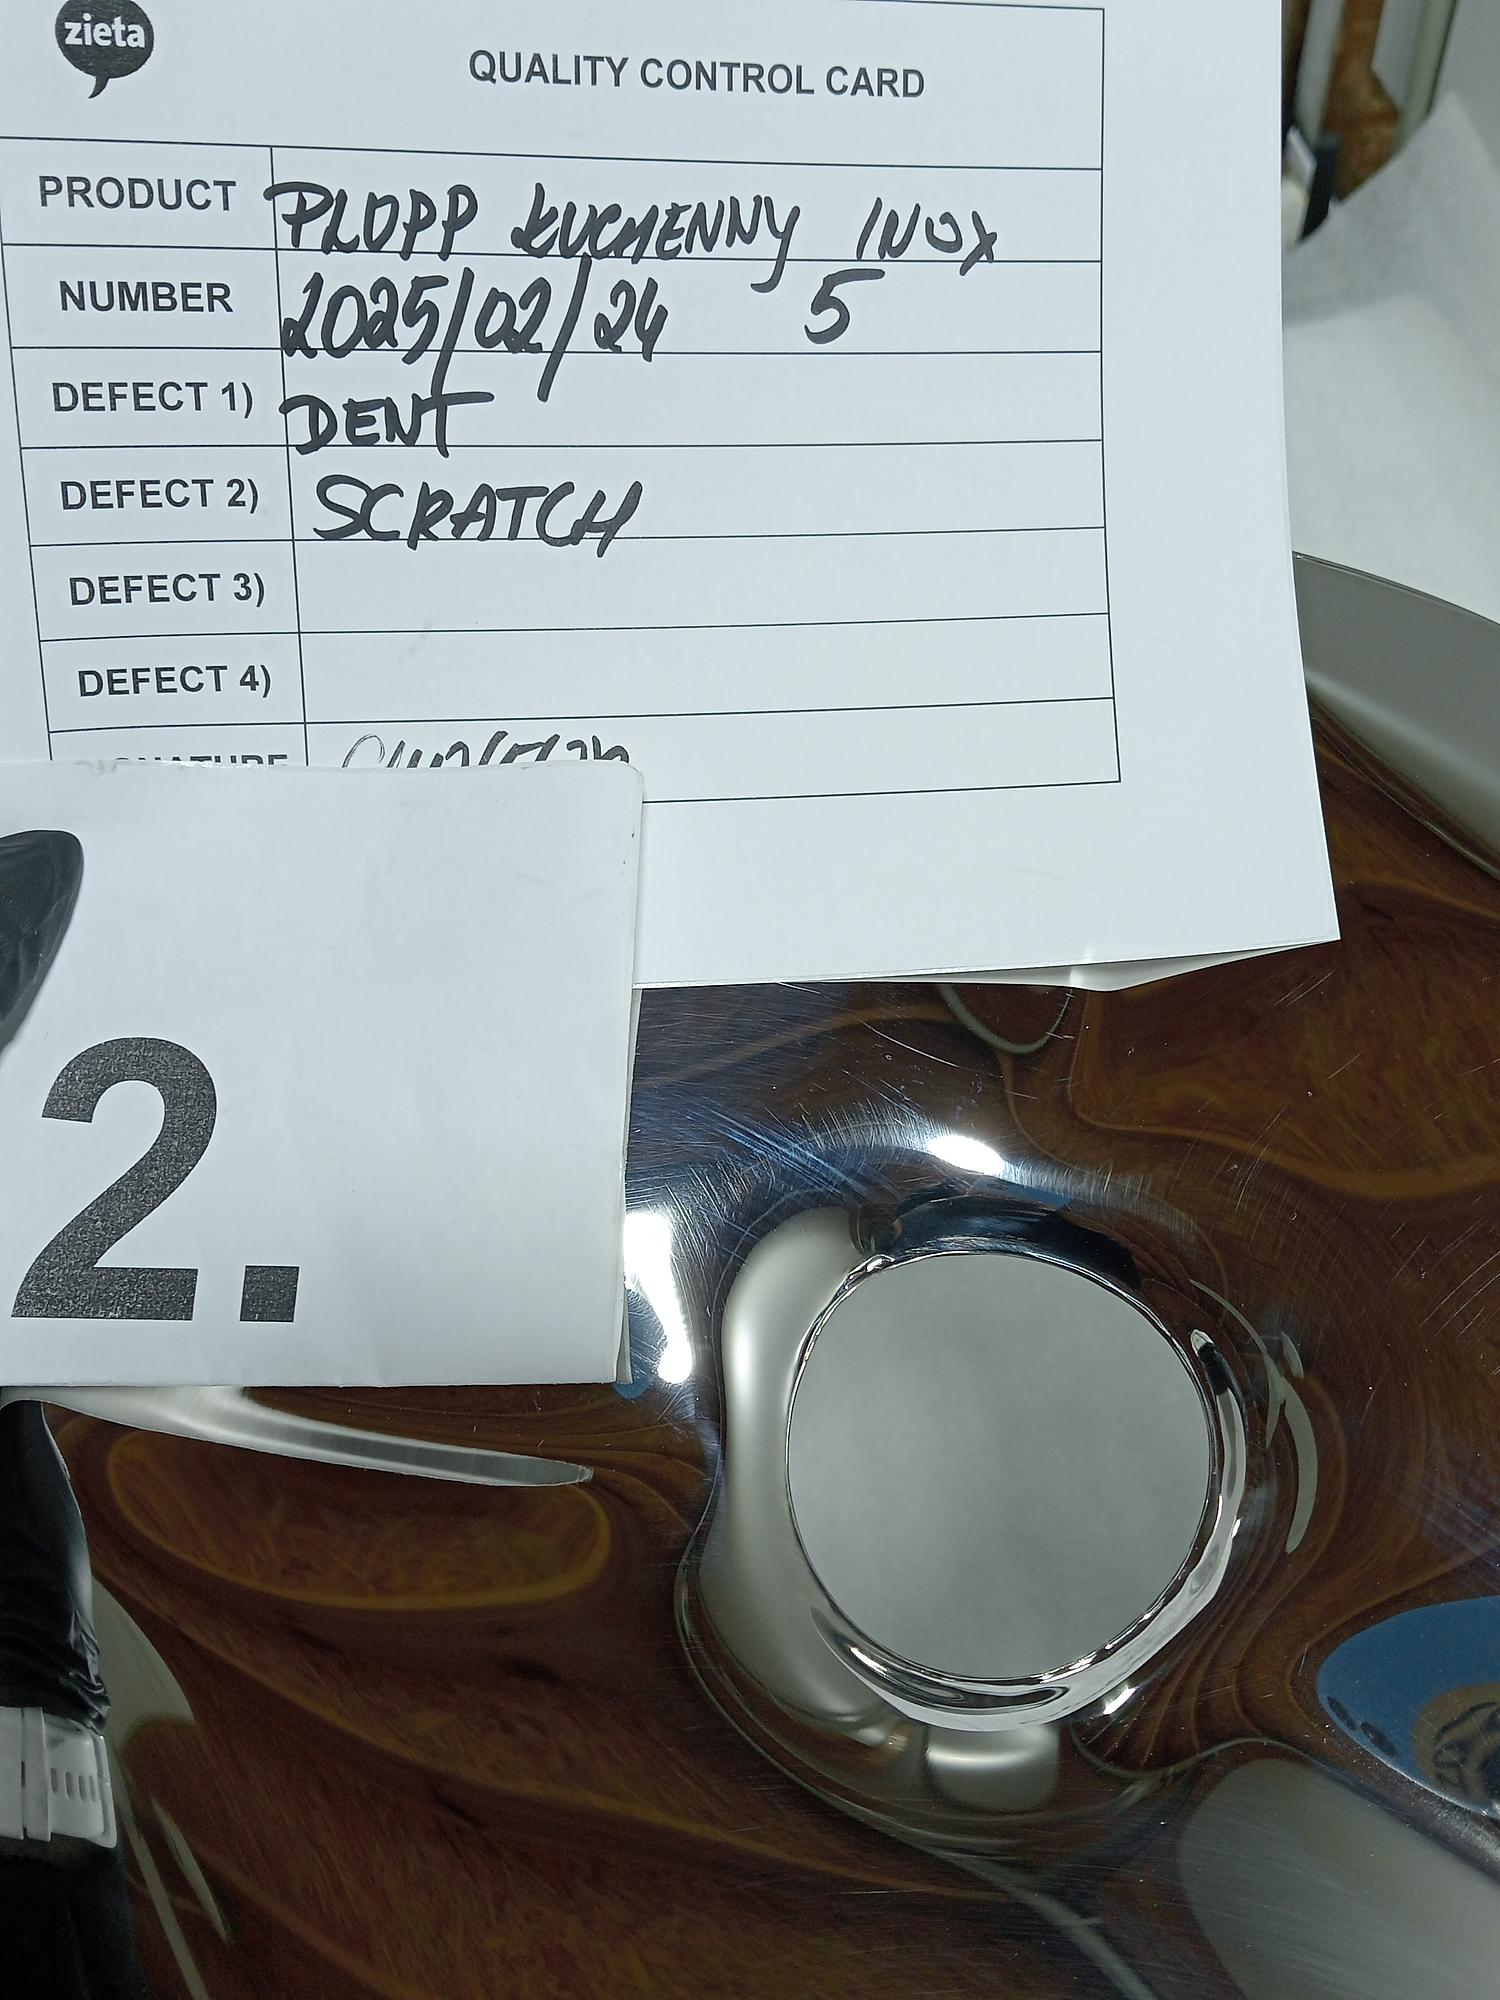 zieta
QUALITY CONTROL CARD
PRODUCT PLOPP KUCHENNY INOX
NUMBER 2025/02/24 5
DEFECT 1) DENT
DEFECT 2) SCRATCH
DEFECT 3)
DEFECT 4)
SIGNATURE
2.